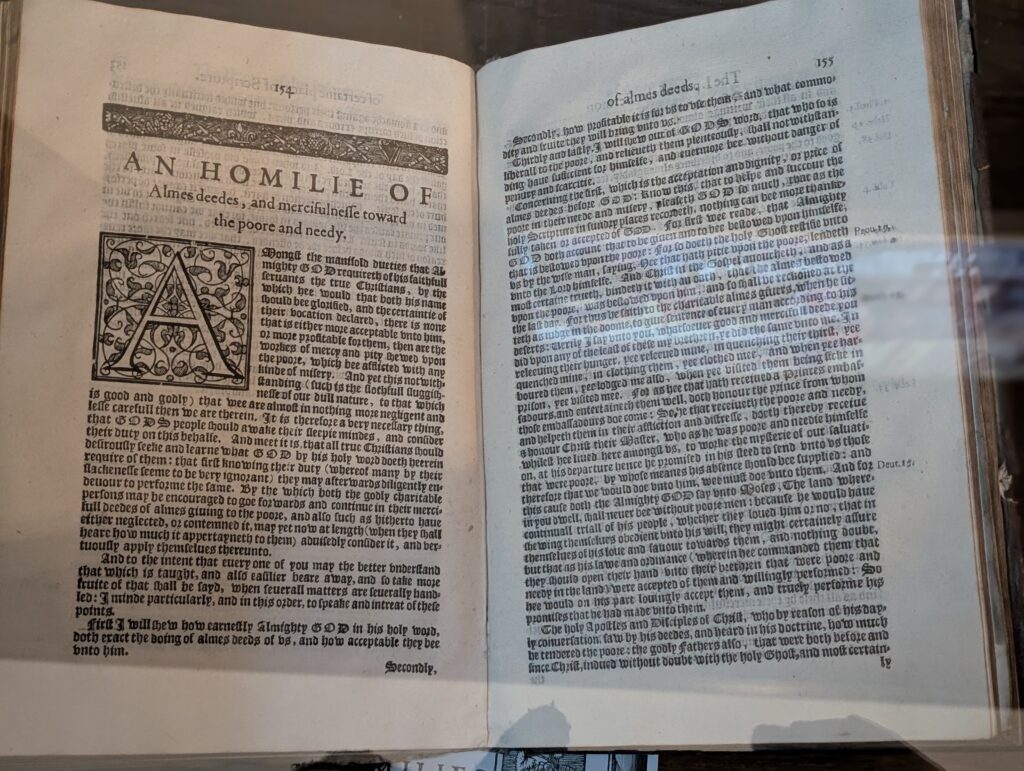 154
AN HOMILIE OF
Almes deedes, and mercifulnesse toward
the poore and needy.
AMongst the manifold dueties that Al-
mighty GOD requireth of his faithfull
seruants the true Christians, by the
which hee would that both his name
should bee glorified, and the certaintie of
their vocation declared, there is none
that is either more acceptable vnto him,
or more profitable for them, then are the
workes of mercy and pity shewed vpon
the poore, which bee afflicted with any
kinde of misery. And yet this notwith-
standing (such is the slothfull sluggish-
nesse of our dull nature, to that which
is good and godly) that wee are almost in nothing more negligent and
lesse carefull then we are therein. It is therefore a very necessary thing,
that GODS people should awake their sleepie mindes, and consider
their duty on this behalfe. And meet it is, that all true Christians should
desirously seeke and learne what GOD by his holy word doeth herein
require of them: that first knowing their duty (whereof many by their
slackenesse seeme to be very ignorant) they may afterwards diligently en-
deuour to performe the same. By the which both the godly charitable
persons may be encouraged to goe forwards and continue in their merci-
full deedes of almes giuing to the poore, and also such as hitherto haue
either neglected, or contemned it, may yet now at length (when they shall
heare how much it appertayneth to them) aduisedly consider it, and ver-
tuously apply themselues thereunto.
And to the intent that euery one of you may the better vnderstand
that which is taught, and also easilier beare away, and so take more
fruite of that shall be sayd, when seuerall matters are seuerally hand-
led: I minde particularly, and in this order, to speake and intreat of these
points.
First I will shew how earnestly Almighty GOD in his holy word,
doth exact the doing of almes deeds of vs, and how acceptable they bee
vnto him.
Secondly,
of almes deeds.
155
Secondly, how profitable it is for us to vse them, and what commo-
dity and fruite they will bring vnto vs.
Thirdly and lastly, I will shew out of GODS word, that who so is
liberall to the poore, and relieueth them plenteously, shall not withstan-
ding haue sufficient for himselfe, and euermore bee without danger of
penury and scarcitie.
Concerning the first, which is the acceptation and dignity, or price of
almes deedes before GOD: Know this, that to helpe and succour the
poore in their neede and misery, pleaseth GOD so much, that as the
holy Scripture in sundry places recordeth, nothing can bee more thanke-
fully taken or accepted of GOD. For first wee reade, that Almighty
GOD doth account that to be giuen and to bee bestowed vpon himselfe,
that is bestowed vpon the poore: For so doeth the holy Ghost testifie vnto
vs by the wise man, saying, Hee that hath pitie vpon the poore, lendeth
vnto the Lord himselfe. And Christ in the Gospel auoucheth, and as a
most certaine trueth, bindeth it with an oath, that the almes bestowed
vpon the poore, was bestowed vpon him, and so shall be reckoned at the
last day. For thus he saith to the charitable almes giuers, when he sit-
teth as iudge in the doome, to giue sentence of euery man according to his
deserts: Verily I say vnto you, whatsoeuer good and mercifull deede you
did vpon any of the least of these my brethren, ye did the same vnto me. In
releeuing their hunger, yee releeued mine, in quenching their thirst, yee
quenched mine, in clothing them, yee clothed mee, and when yee har-
boured them, yee lodged me also, when yee visited them being sicke in
prison, yee visited mee. For as hee that hath receiued a Princes embas-
sadours, and entertaineth them well, doth honour the prince from whom
those embassadours doe come: So, he that receiueth the poore and needy,
and helpeth them in their affliction and distresse, doeth thereby receiue
& honour Christ their Master, who as he was poore and needie himselfe
whilest hee liued here amongst vs, to worke the mysterie of our saluati-
on, at his departure hence he promised in his steed to send vnto vs those
that were poore, by whose meanes his absence should bee supplied: and
therefore that we would doe vnto him, wee must doe vnto them. And for
this cause doth the Almighty GOD say vnto Moses, The land where-
in you dwell, shall neuer bee without poore men: because he would haue
continuall triall of his people, whether they loued him or no, that in
shewing themselues obedient vnto his will, they might certainly assure
themselues of his loue and fauour towards them, and nothing doubt,
but that as his lawe and ordinance (wherein hee commanded them that
they should open their hand vnto their brethren that were poore and
needy in the land) were accepted of them and willingly performed: So
hee would on his part louingly accept them, and truely performe his
promises that he had made vnto them.
The holy Apostles and Disciples of Christ, who by reason of his day-
ly conuersation, saw by his deedes, and heard in his doctrine, how much
he tendered the poore: the godly Fathers also, that were both before and
since Christ, indued without doubt with the holy Ghost, and most certain-
ly
Prou. 19.
Deut. 15.